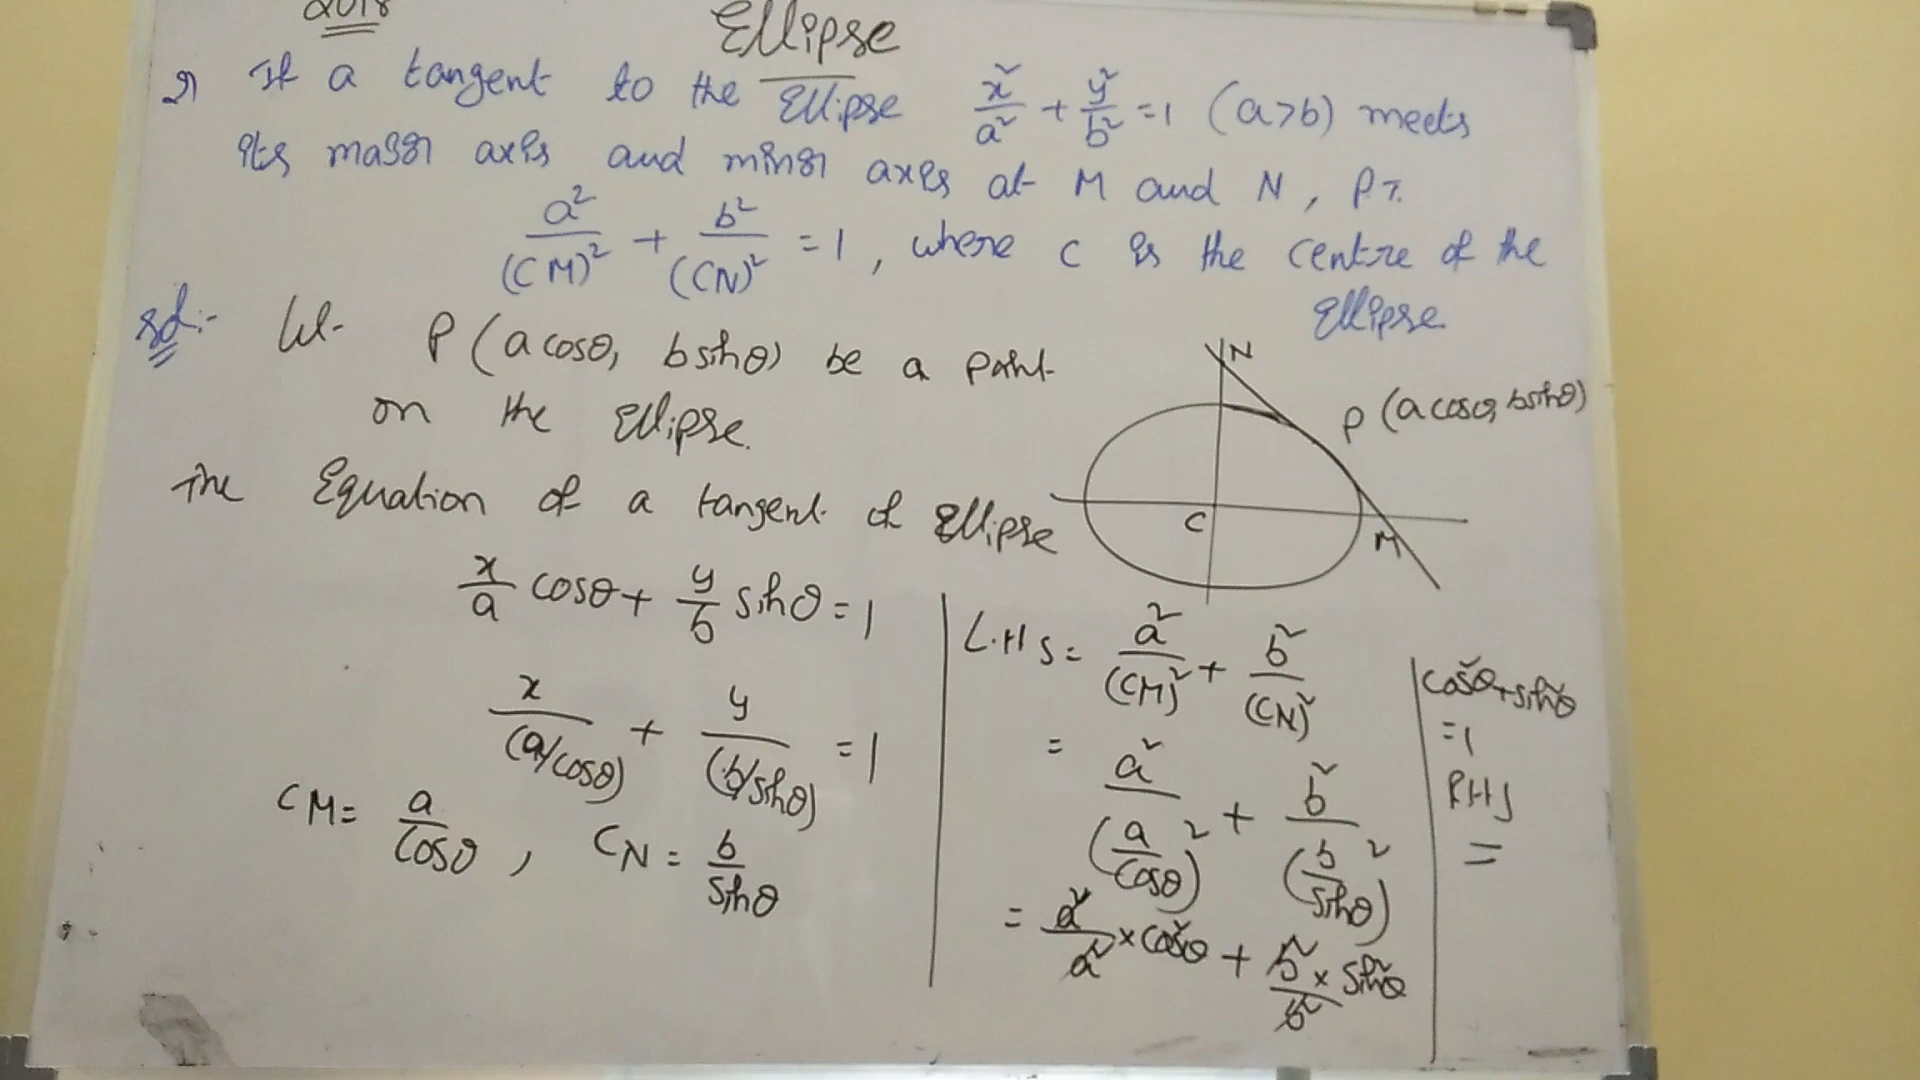 2018
Ellipse
2) If a tangent to the Ellipse x²/a² + y²/b² = 1 (a>b) meets
its major axis and minor axis at M and N, P.T.
a²/(CM)² + b²/(CN)² = 1, where C is the centre of the
Ellipse
Sol:- Let P(a cosθ, b sinθ) be a point
on the Ellipse.
The Equation of a tangent of Ellipse
x/a cosθ + y/b sinθ = 1
x/(a/cosθ) + y/(b/sinθ) = 1
CM = a/cosθ, CN = b/sinθ
N
P (a cosθ, b sinθ)
C
M
L.H.S = a²/(CM)² + b²/(CN)²
= a²/(a/cosθ)² + b²/(b/sinθ)²
= a²/a² × cos²θ + b²/b² × sin²θ
cos²θ + sin²θ
= 1
RHS
=